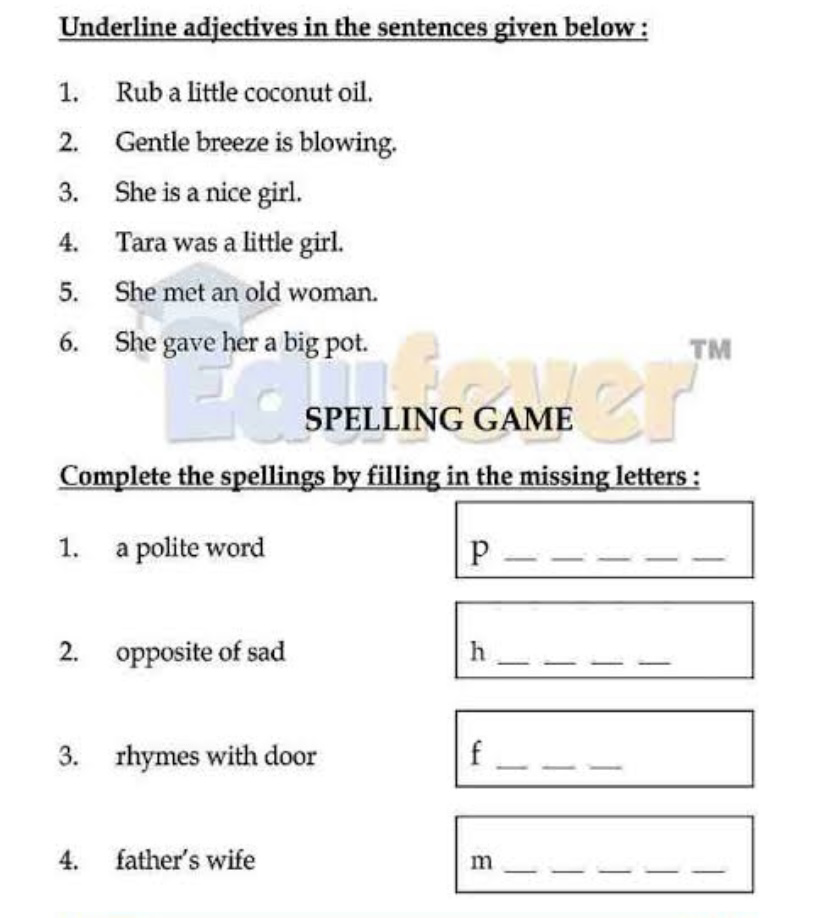 Underline adjectives in the sentences given below :
1. Rub a little coconut oil.
2. Gentle breeze is blowing.
3. She is a nice girl.
4. Tara was a little girl.
5. She met an old woman.
6. She gave her a big pot.
Edufever TM
SPELLING GAME
Complete the spellings by filling in the missing letters :
1. a polite word p _ _ _ _ _
2. opposite of sad h _ _ _ _
3. rhymes with door f _ _ _
4. father's wife m _ _ _ _ _